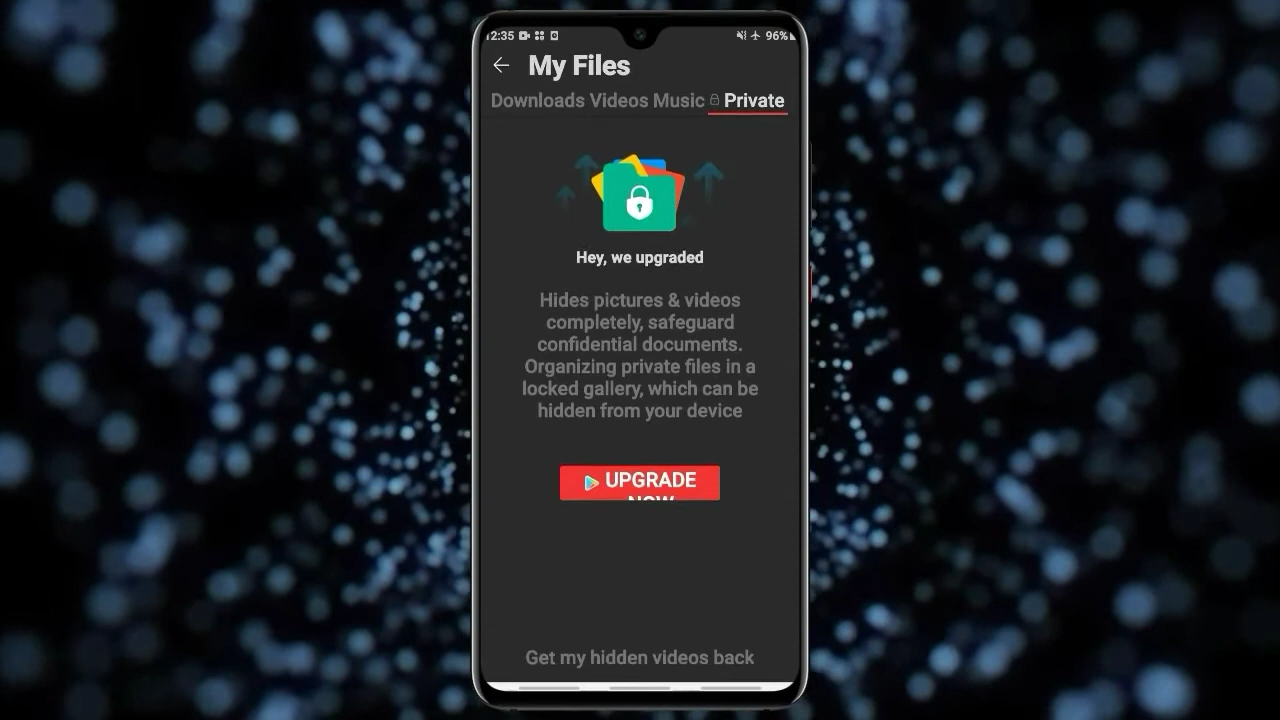 12:35 96%
My Files
Downloads Videos Music Private
Hey, we upgraded
Hides pictures & videos
completely, safeguard
confidential documents.
Organizing private files in a
locked gallery, which can be
hidden from your device
UPGRADE
NOW
Get my hidden videos back